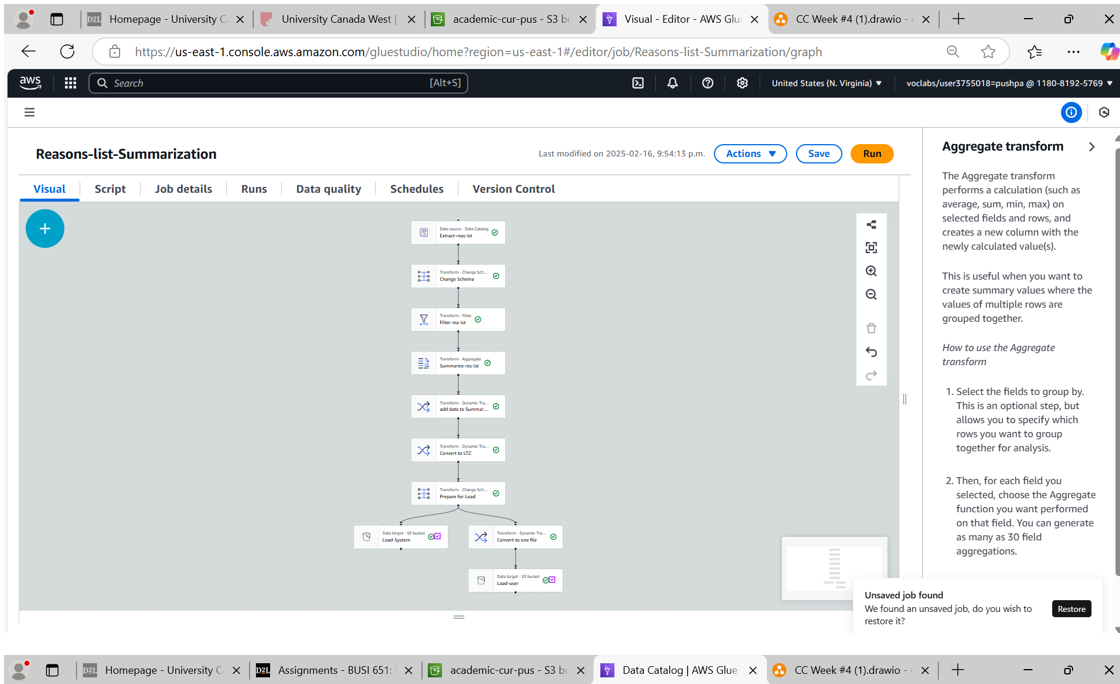 D2L Homepage - University C
University Canada West |
academic-cur-pus - S3 bu
Visual - Editor - AWS Glue
CC Week #4 (1).drawio -
https://us-east-1.console.aws.amazon.com/gluestudio/home?region=us-east-1#/editor/job/Reasons-list-Summarization/graph
aws
Search
[Alt+S]
United States (N. Virginia)
voclabs/user3755018=pushpa @ 1180-8192-5769
Reasons-list-Summarization
Last modified on 2025-02-16, 9:54:13 p.m.
Actions
Save
Run
Visual
Script
Job details
Runs
Data quality
Schedules
Version Control
Data source - Data Catalog
Extract-reas-list
Transform - Change Sch...
Change Schema
Transform - Filter
Filter rea-list
Transform - Aggregate
Summarize-res-list
Transform - Dynamic Tra...
add date to Summar...
Transform - Dynamic Tra...
Convert to LTZ
Transform - Change Sch...
Prepare for Load
Data target - S3 bucket
Load System
Transform - Dynamic Tra...
Convert to one file
Data target - S3 bucket
Load-user
Aggregate transform
The Aggregate transform
performs a calculation (such as
average, sum, min, max) on
selected fields and rows, and
creates a new column with the
newly calculated value(s).
This is useful when you want to
create summary values where the
values of multiple rows are
grouped together.
How to use the Aggregate
transform
1. Select the fields to group by.
This is an optional step, but
allows you to specify which
rows you want to group
together for analysis.
2. Then, for each field you
selected, choose the Aggregate
function you want performed
on that field. You can generate
as many as 30 field
aggregations.
Unsaved job found
We found an unsaved job, do you wish to
restore it?
Restore
D2L Homepage - University C
D2L Assignments - BUSI 651:
academic-cur-pus - S3 bu
Data Catalog | AWS Glue
CC Week #4 (1).drawio -